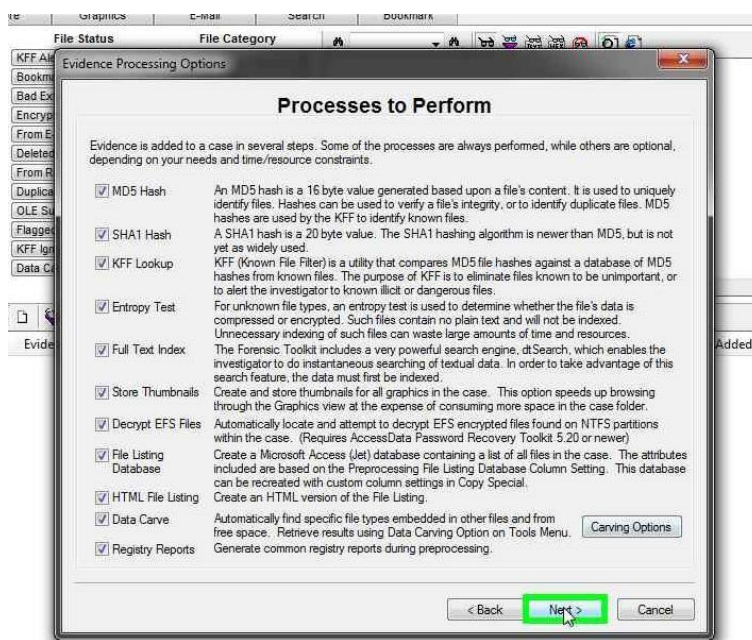 Graphics E-Mail Search Bookmark
File Status File Category
KFF Ale
Bookma
Bad Ex
Encryp
From E-
Deleted
From R
Duplica
OLE Su
Flagged
KFF Ign
Data Ca
Evide
Added
Evidence Processing Options
Processes to Perform
Evidence is added to a case in several steps. Some of the processes are always performed, while others are optional,
depending on your needs and time/resource constraints.
MD5 Hash An MD5 hash is a 16 byte value generated based upon a file's content. It is used to uniquely
identify files. Hashes can be used to verify a file's integrity, or to identify duplicate files. MD5
hashes are used by the KFF to identify known files.
SHA1 Hash A SHA1 hash is a 20 byte value. The SHA1 hashing algorithm is newer than MD5, but is not
yet as widely used.
KFF Lookup KFF (Known File Filter) is a utility that compares MD5 file hashes against a database of MD5
hashes from known files. The purpose of KFF is to eliminate files known to be unimportant, or
to alert the investigator to known illicit or dangerous files.
Entropy Test For unknown file types, an entropy test is used to determine whether the file's data is
compressed or encrypted. Such files contain no plain text and will not be indexed.
Unnecessary indexing of such files can waste large amounts of time and resources.
Full Text Index The Forensic Toolkit includes a very powerful search engine, dtSearch, which enables the
investigator to do instantaneous searching of textual data. In order to take advantage of this
search feature, the data must first be indexed.
Store Thumbnails Create and store thumbnails for all graphics in the case. This option speeds up browsing
through the Graphics view at the expense of consuming more space in the case folder.
Decrypt EFS Files Automatically locate and attempt to decrypt EFS encrypted files found on NTFS partitions
within the case. (Requires AccessData Password Recovery Toolkit 5.20 or newer)
File Listing Create a Microsoft Access (Jet) database containing a list of all files in the case. The attributes
Database included are based on the Preprocessing File Listing Database Column Setting. This database
can be recreated with custom column settings in Copy Special.
HTML File Listing Create an HTML version of the File Listing.
Data Carve Automatically find specific file types embedded in other files and from
free space. Retrieve results using Data Carving Option on Tools Menu.
Carving Options
Registry Reports Generate common registry reports during preprocessing.
< Back Next > Cancel